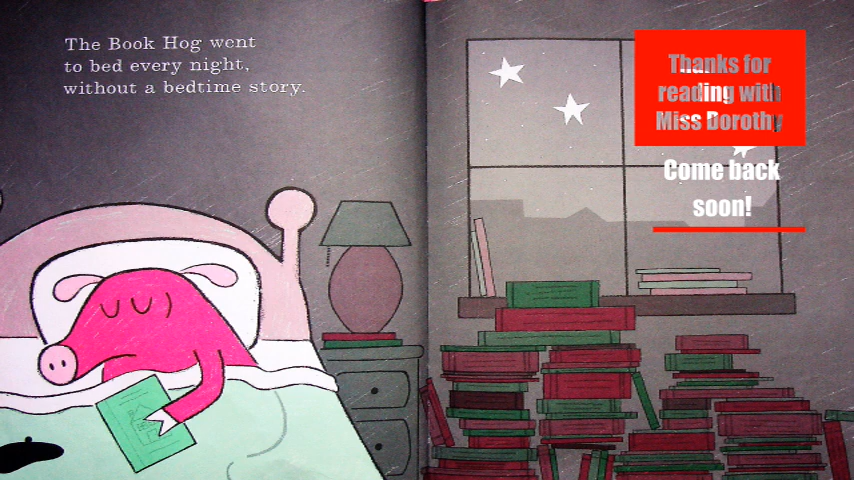 The Book Hog went
to bed every night,
without a bedtime story.
Thanks for
reading with
Miss Dorothy
Come back
soon!